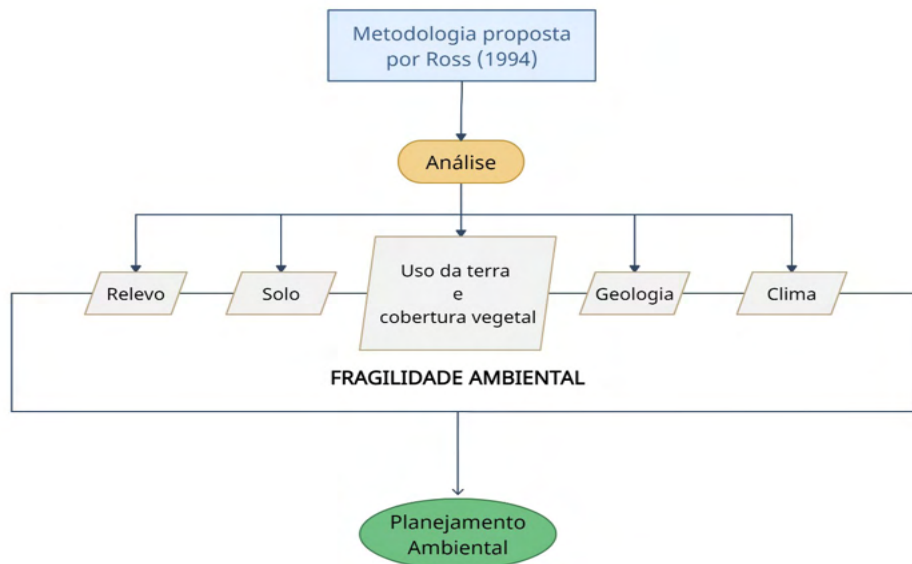 Metodologia proposta
por Ross (1994)
Análise
Relevo
Solo
Uso da terra
e
cobertura vegetal
Geologia
Clima
FRAGILIDADE AMBIENTAL
Planejamento
Ambiental